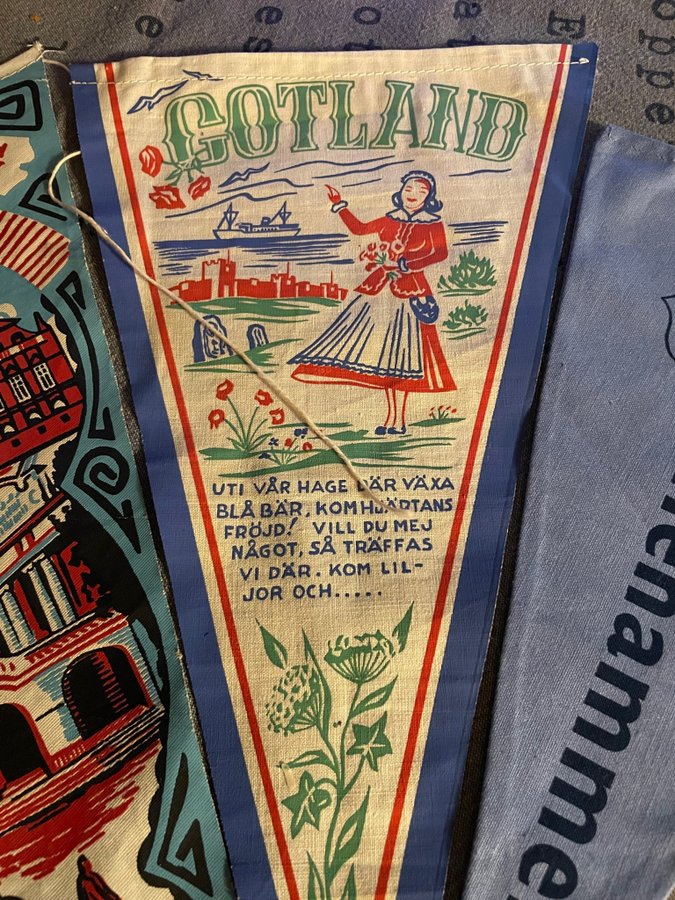 GOTLAND
UTI VÅR HAGE DÄR VÄXA
BLÅ BÄR, KOM HJÄRTANS
FRÖJD! VILL DU MEJ
NÅGOT, SÅ TRÄFFAS
VI DÄR. KOM LIL-
JOR OCH.....